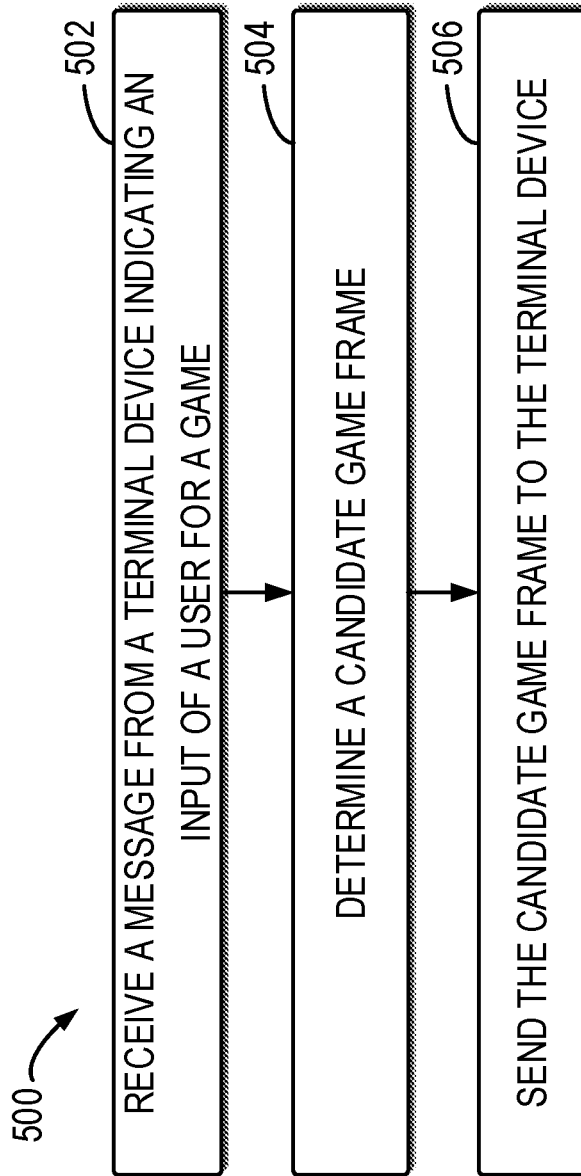 500
RECEIVE A MESSAGE FROM A TERMINAL DEVICE INDICATING AN
INPUT OF A USER FOR A GAME
502
DETERMINE A CANDIDATE GAME FRAME
504
SEND THE CANDIDATE GAME FRAME TO THE TERMINAL DEVICE
506